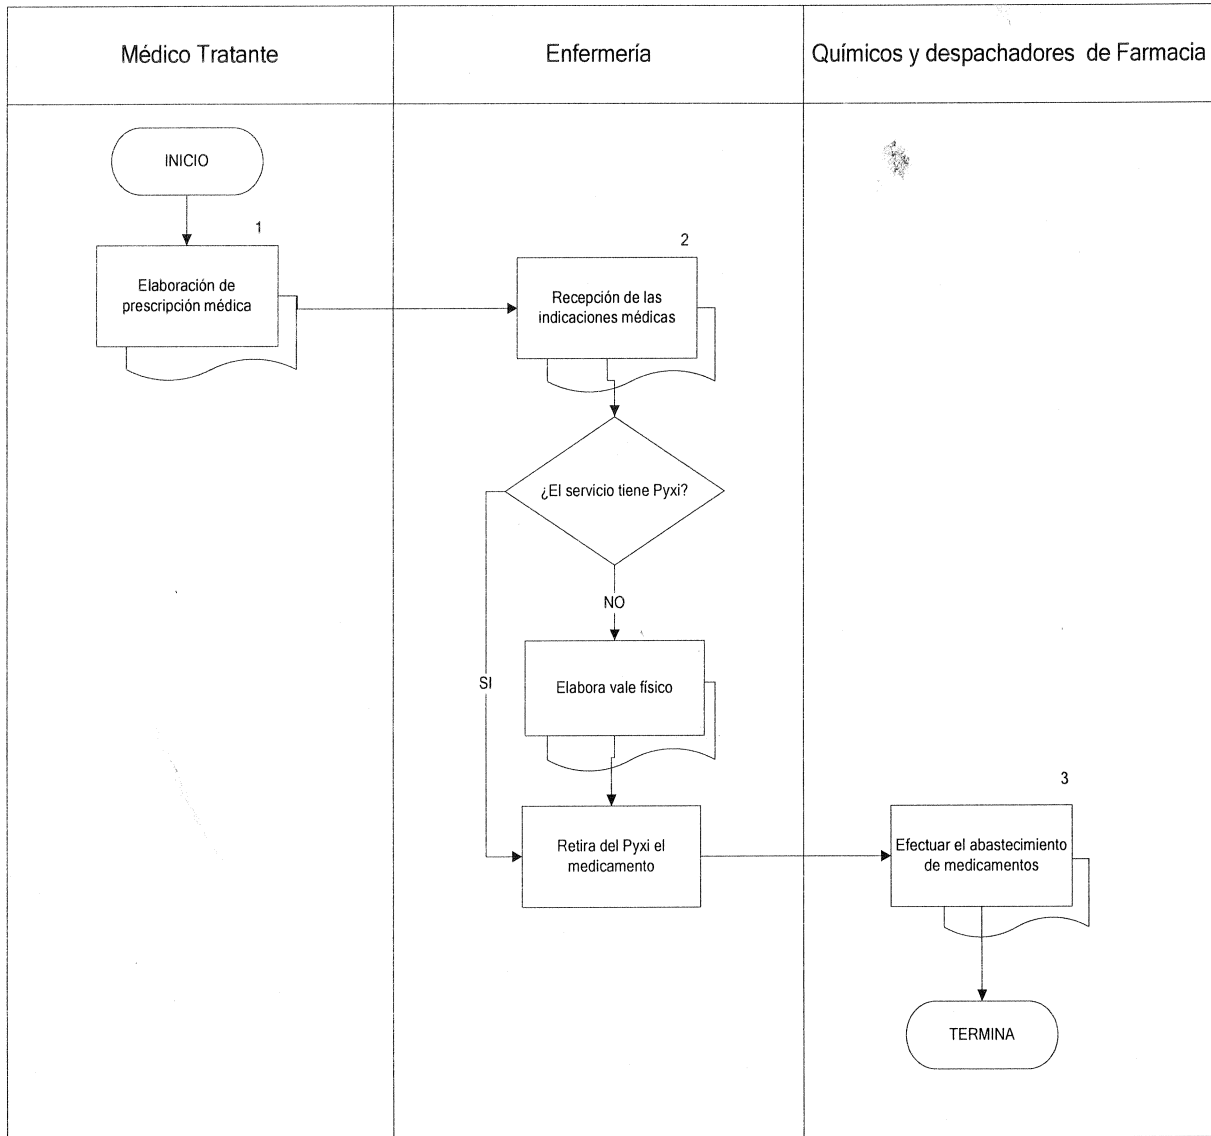 Médico Tratante
Enfermería
Químicos y despachadores de Farmacia
INICIO
1
Elaboración de
prescripción médica
2
Recepción de las
indicaciones médicas
¿El servicio tiene Pyxi?
NO
SI
Elabora vale físico
Retira del Pyxi el
medicamento
3
Efectuar el abastecimiento
de medicamentos
TERMINA